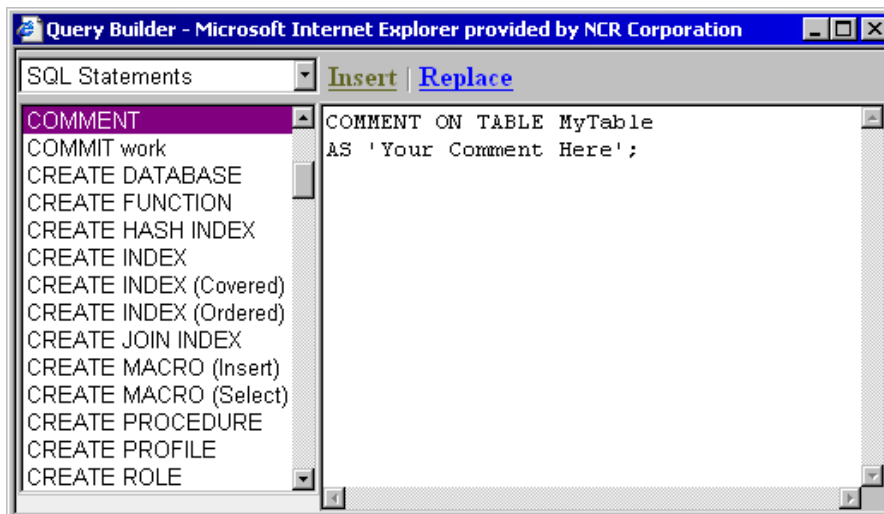 Query Builder - Microsoft Internet Explorer provided by NCR Corporation
SQL Statements
Insert | Replace
COMMENT
COMMIT work
CREATE DATABASE
CREATE FUNCTION
CREATE HASH INDEX
CREATE INDEX
CREATE INDEX (Covered)
CREATE INDEX (Ordered)
CREATE JOIN INDEX
CREATE MACRO (Insert)
CREATE MACRO (Select)
CREATE PROCEDURE
CREATE PROFILE
CREATE ROLE
COMMENT ON TABLE MyTable
AS 'Your Comment Here';